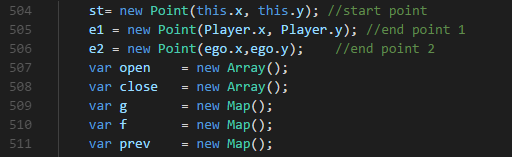 504 st= new Point(this.x, this.y); //start point
505 e1 = new Point(Player.x, Player.y); //end point 1
506 e2 = new Point(ego.x,ego.y); //end point 2
507 var open = new Array();
508 var close = new Array();
509 var g = new Map();
510 var f = new Map();
511 var prev = new Map();